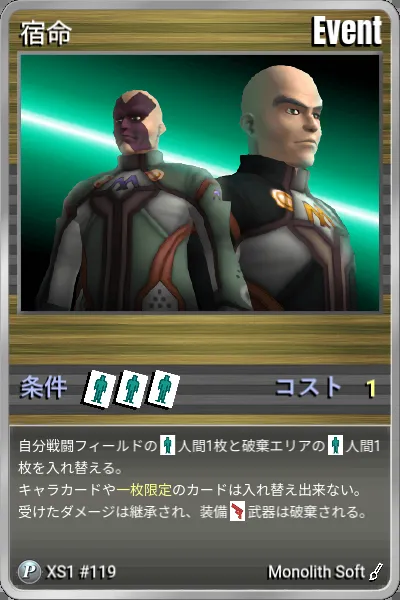 宿命
Event
条件
コスト 1
自分戦闘フィールドの人間1枚と破棄エリアの人間1
枚を入れ替える。
キャラカードや一枚限定のカードは入れ替え出来ない。
受けたダメージは継承され、装備武器は破棄される。
P XS1 #119
Monolith Soft